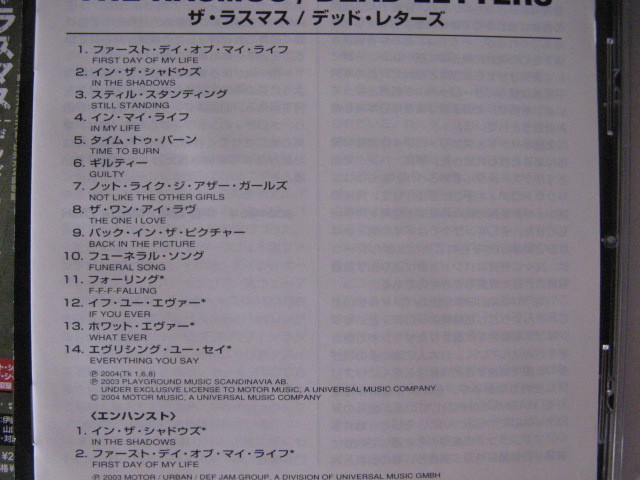 THE RASMUS / DEAD LETTERS
ザ・ラスマス / デッド・レターズ
1. ファースト・デイ・オブ・マイ・ライフ
FIRST DAY OF MY LIFE
2. イン・ザ・シャドウズ
IN THE SHADOWS
3. スティル・スタンディング
STILL STANDING
4. イン・マイ・ライフ
IN MY LIFE
5. タイム・トゥ・バーン
TIME TO BURN
6. ギルティー
GUILTY
7. ノット・ライク・ジ・アザー・ガールズ
NOT LIKE THE OTHER GIRLS
8. ザ・ワン・アイ・ラヴ
THE ONE I LOVE
9. バック・イン・ザ・ピクチャー
BACK IN THE PICTURE
10. フューネラル・ソング
FUNERAL SONG
11. フォーリング*
F-F-F-FALLING
12. イフ・ユー・エヴァー*
IF YOU EVER
13. ホワット・エヴァー*
WHAT EVER
14. エヴリシング・ユー・セイ*
EVERYTHING YOU SAY
℗ 2004(Tk 1,6,8)
℗ 2003 PLAYGROUND MUSIC SCANDINAVIA AB.
UNDER EXCLUSIVE LICENSE TO MOTOR MUSIC, A UNIVERSAL MUSIC COMPANY
© 2004 MOTOR MUSIC, A UNIVERSAL MUSIC COMPANY
〈エンハンスト〉
1. イン・ザ・シャドウズ*
IN THE SHADOWS
2. ファースト・デイ・オブ・マイ・ライフ*
FIRST DAY OF MY LIFE
℗ 2003 MOTOR / URBAN / DEF JAM GROUP, A DIVISION OF UNIVERSAL MUSIC GMBH
ラスマス